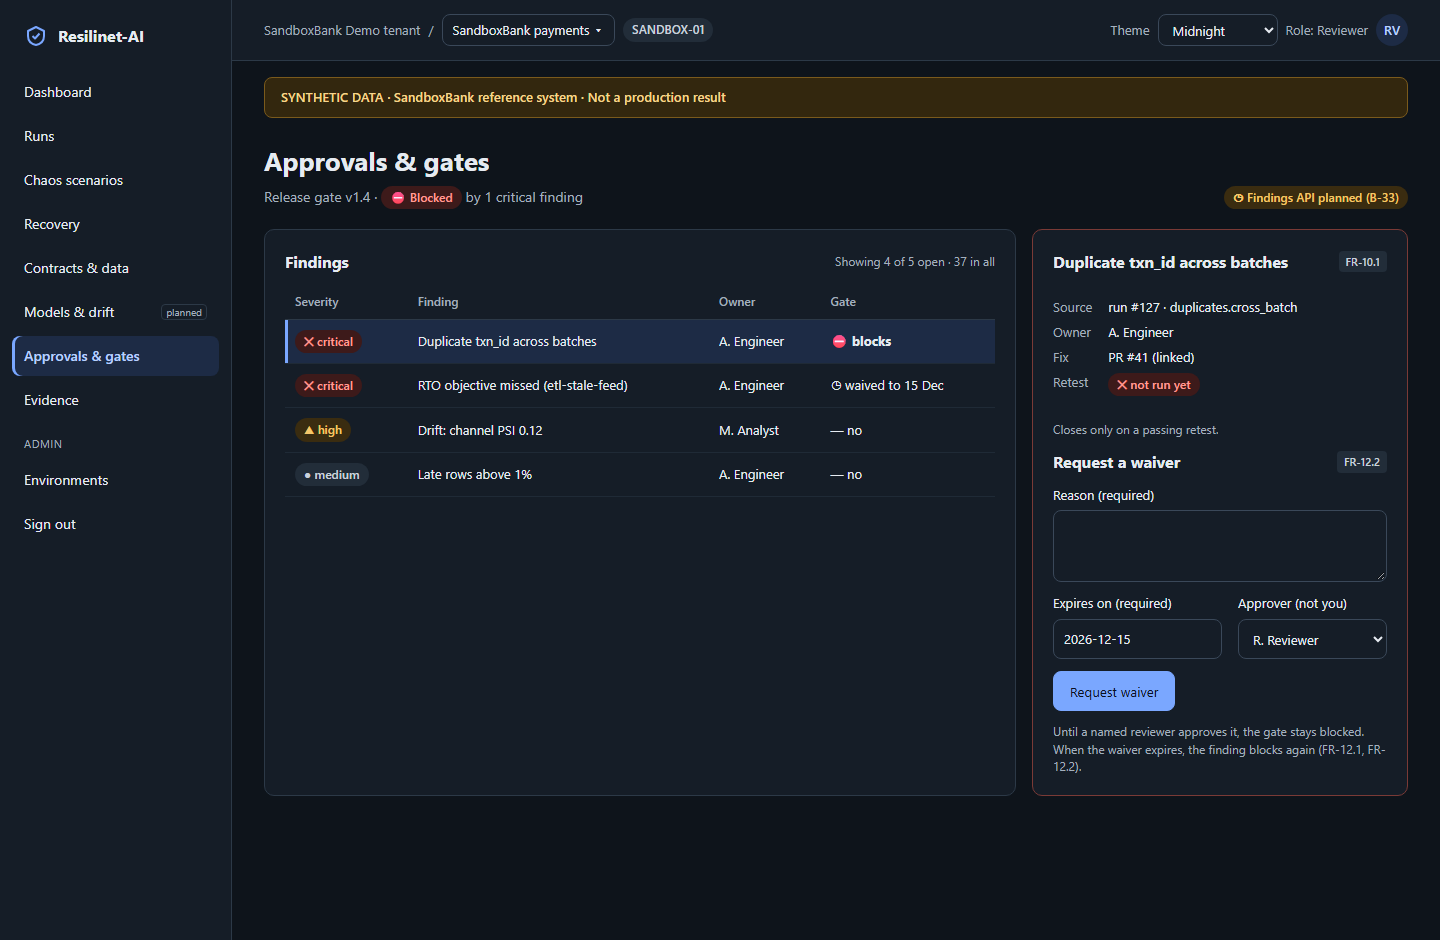 Resilinet-AI
SandboxBank Demo tenant / SandboxBank payments SANDBOX-01
Theme Midnight Role: Reviewer RV
Dashboard
Runs
Chaos scenarios
Recovery
Contracts & data
Models & drift planned
Approvals & gates
Evidence
ADMIN
Environments
Sign out
SYNTHETIC DATA · SandboxBank reference system · Not a production result
Approvals & gates
Release gate v1.4 · Blocked by 1 critical finding
Findings API planned (B-33)
Findings Showing 4 of 5 open · 37 in all
Severity Finding Owner Gate
critical Duplicate txn_id across batches A. Engineer blocks
critical RTO objective missed (etl-stale-feed) A. Engineer waived to 15 Dec
high Drift: channel PSI 0.12 M. Analyst — no
medium Late rows above 1% A. Engineer — no
Duplicate txn_id across batches FR-10.1
Source run #127 · duplicates.cross_batch
Owner A. Engineer
Fix PR #41 (linked)
Retest not run yet
Closes only on a passing retest.
Request a waiver FR-12.2
Reason (required)
Expires on (required) Approver (not you)
2026-12-15 R. Reviewer
Request waiver
Until a named reviewer approves it, the gate stays blocked.
When the waiver expires, the finding blocks again (FR-12.1, FR-
12.2).